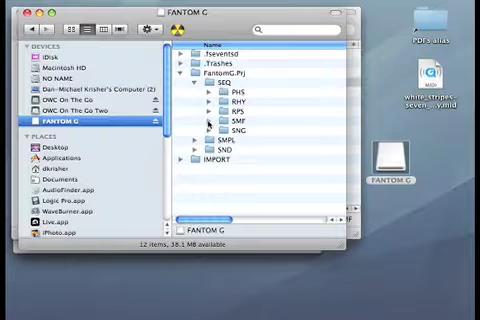 FANTOM G
Name
DEVICES
iDisk
Macintosh HD
NO NAME
Dan-Michael Krisher's Computer (2)
OWC On The Go
OWC On The Go Two
FANTOM G
PLACES
Desktop
Applications
dkrisher
AudioFinder.app
Logic Pro.app
WaveBurner.app
Live.app
iPhoto.app
.fseventsd
.Trashes
FantomG.Prj
SEQ
PHS
RHY
RPS
SMF
SNG
SMPL
SND
IMPORT
FANTOM G
12 items, 38.1 MB available
PDFs alias
MIDI
white_stripes-
seven_...y.mid
FANTOM G